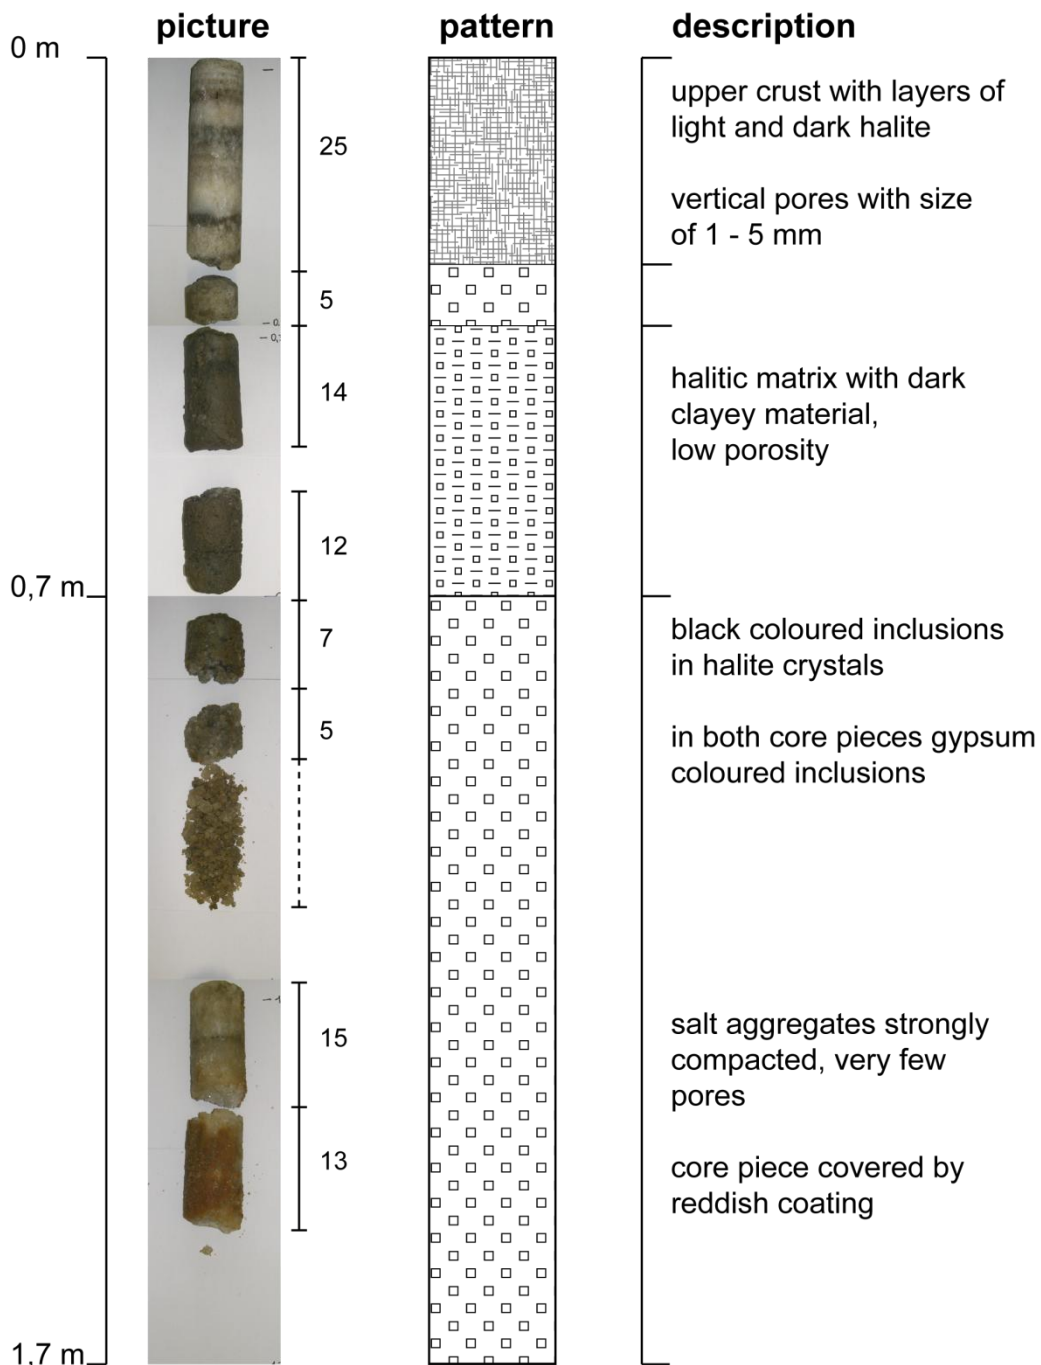 picture pattern description
0 m
25
upper crust with layers of
light and dark halite
vertical pores with size
of 1 - 5 mm
5
14
halitic matrix with dark
clayey material,
low porosity
12
0,7 m
7
black coloured inclusions
in halite crystals
5
in both core pieces gypsum
coloured inclusions
15
salt aggregates strongly
compacted, very few
pores
13
core piece covered by
reddish coating
1,7 m